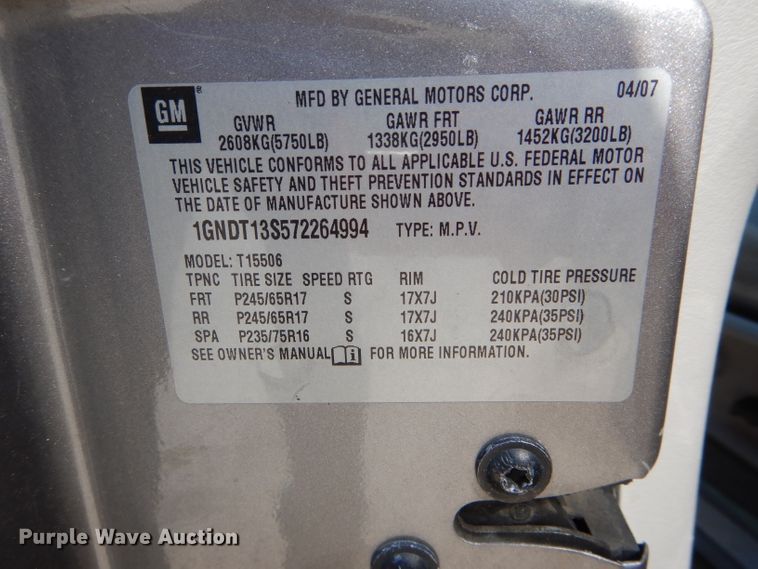 GM
®
MFD BY GENERAL MOTORS CORP. 04/07
GVWR GAWR FRT GAWR RR
2608KG(5750LB) 1338KG(2950LB) 1452KG(3200LB)
THIS VEHICLE CONFORMS TO ALL APPLICABLE U.S. FEDERAL MOTOR
VEHICLE SAFETY AND THEFT PREVENTION STANDARDS IN EFFECT ON
THE DATE OF MANUFACTURE SHOWN ABOVE.
1GNDT13S572264994 TYPE: M.P.V.
MODEL: T15506
TPNC TIRE SIZE SPEED RTG RIM COLD TIRE PRESSURE
FRT P245/65R17 S 17X7J 210KPA(30PSI)
RR P245/65R17 S 17X7J 240KPA(35PSI)
SPA P235/75R16 S 16X7J 240KPA(35PSI)
SEE OWNER'S MANUAL i FOR MORE INFORMATION.
Purple Wave Auction